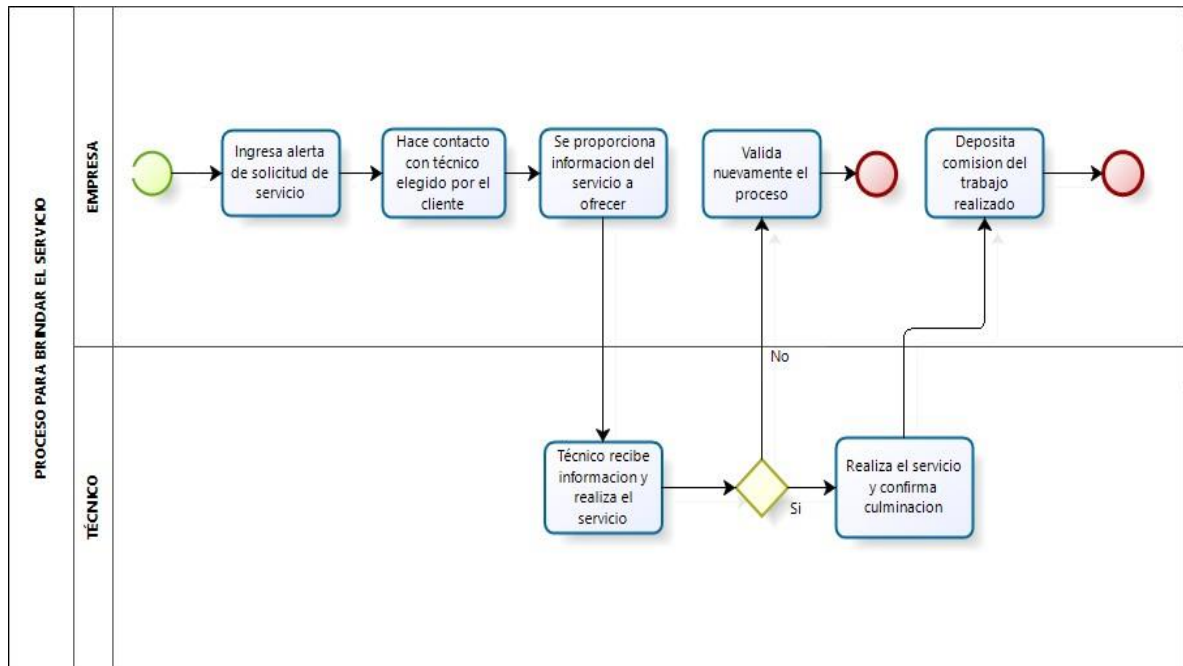 PROCESO PARA BRINDAR EL SERVICIO
EMPRESA
Ingresa alerta
de solicitud de
servicio
Hace contacto
con técnico
elegido por el
cliente
Se proporciona
informacion del
servicio a
ofrecer
Valida
nuevamente el
proceso
Deposita
comision del
trabajo
realizado
No
TÉCNICO
Técnico recibe
informacion y
realiza el
servicio
Si
Realiza el servicio
y confirma
culminacion